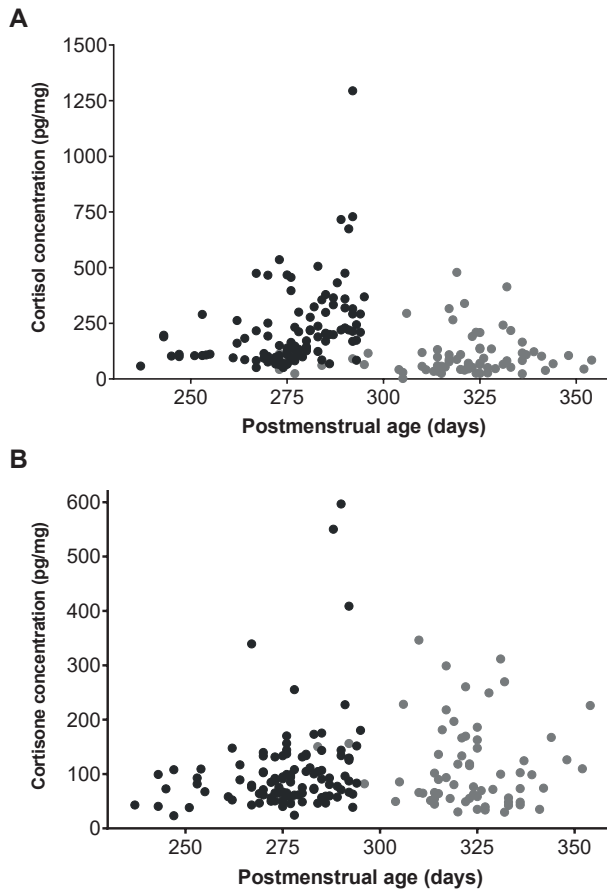 A
1500
1250
1000
750
500
250
0
250 275 300 325 350
Cortisol concentration (pg/mg)
Postmenstrual age (days)
B
600
500
400
300
200
100
0
250 275 300 325 350
Cortisone concentration (pg/mg)
Postmenstrual age (days)